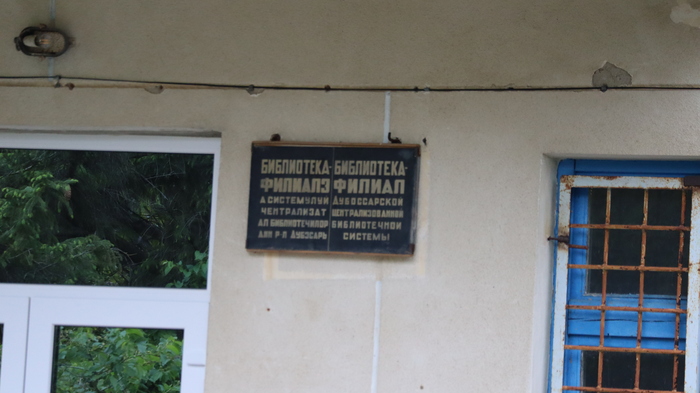 БИБЛИОТЕКА-
ФИЛИАЛЭ
А СИСТЕМУЛУЙ
ЧЕНТРАЛИЗАТ
АЛ БИБЛИОТЕЧИЛОР
ДИН Р-Л ДУБЭСАРЬ
БИБЛИОТЕКА-
ФИЛИАЛ
ДУБОССАРСКОЙ
ЦЕНТРАЛИЗОВАННОЙ
БИБЛИОТЕЧНОЙ
СИСТЕМЫ